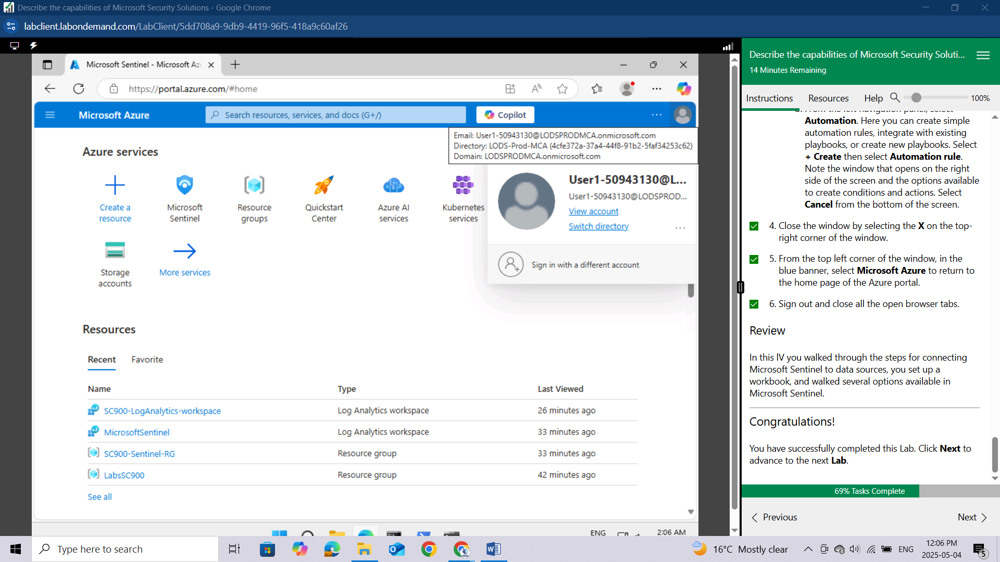 Describe the capabilities of Microsoft Security Solutions - Google Chrome
labclient.labondemand.com/LabClient/5dd708a9-9db9-4419-96f5-418a9c60af26
Microsoft Sentinel - Microsoft Az
https://portal.azure.com/#home
Microsoft Azure
Search resources, services, and docs (G+/)
Copilot
Email: User1-50943130@LODSPRODMCA.onmicrosoft.com
Directory: LODS-Prod-MCA (4cfe372a-37a4-44f8-91b2-5faf34253c62)
Domain: LODSPRODMCA.onmicrosoft.com
User1-50943130@L...
User1-50943130@LODSPROD...
View account
Switch directory
Sign in with a different account
Azure services
Create a resource
Microsoft Sentinel
Resource groups
Quickstart Center
Azure AI services
Kubernetes services
Storage accounts
More services
Resources
Recent Favorite
Name Type Last Viewed
SC900-LogAnalytics-workspace Log Analytics workspace 26 minutes ago
MicrosoftSentinel Log Analytics workspace 33 minutes ago
SC900-Sentinel-RG Resource group 33 minutes ago
LabsSC900 Resource group 42 minutes ago
See all
ENG
2:06 AM
Describe the capabilities of Microsoft Security Soluti...
14 Minutes Remaining
Instructions Resources Help 100%
From the left navigation panel, select
Automation. Here you can create simple
automation rules, integrate with existing
playbooks, or create new playbooks. Select
+ Create then select Automation rule.
Note the window that opens on the right
side of the screen and the options available
to create conditions and actions. Select
Cancel from the bottom of the screen.
4. Close the window by selecting the X on the top-
right corner of the window.
5. From the top left corner of the window, in the
blue banner, select Microsoft Azure to return to
the home page of the Azure portal.
6. Sign out and close all the open browser tabs.
Review
In this lV you walked through the steps for connecting
Microsoft Sentinel to data sources, you set up a
workbook, and walked several options available in
Microsoft Sentinel.
Congratulations!
You have successfully completed this Lab. Click Next to
advance to the next Lab.
69% Tasks Complete
Previous Next
Type here to search
16°C Mostly clear
ENG
12:06 PM
2025-05-04
5